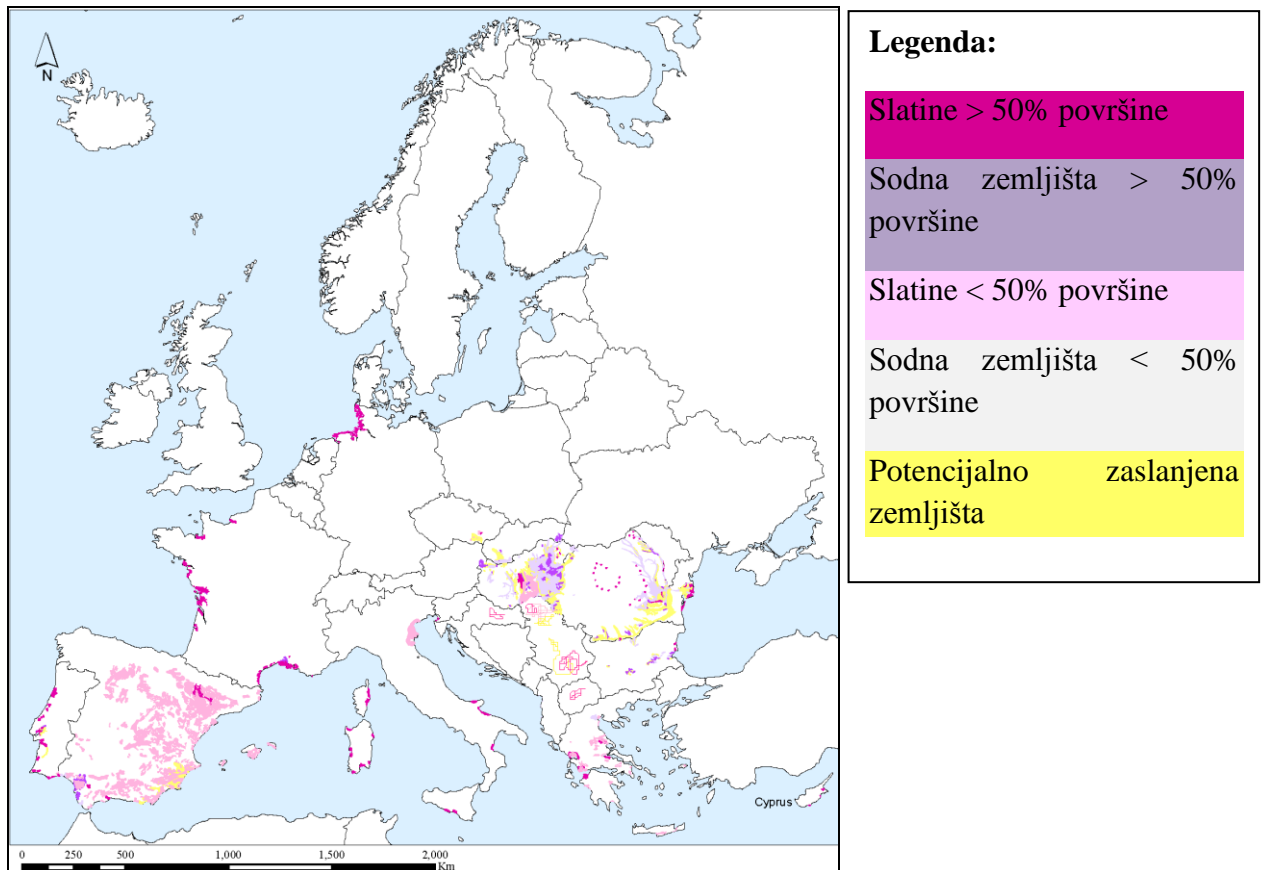 N
Cyprus
0 250 500 1,000 1,500 2,000
Km
Legenda:
Slatine > 50% površine
Sodna zemljišta > 50%
površine
Slatine < 50% površine
Sodna zemljišta < 50%
površine
Potencijalno zaslanjena
zemljišta